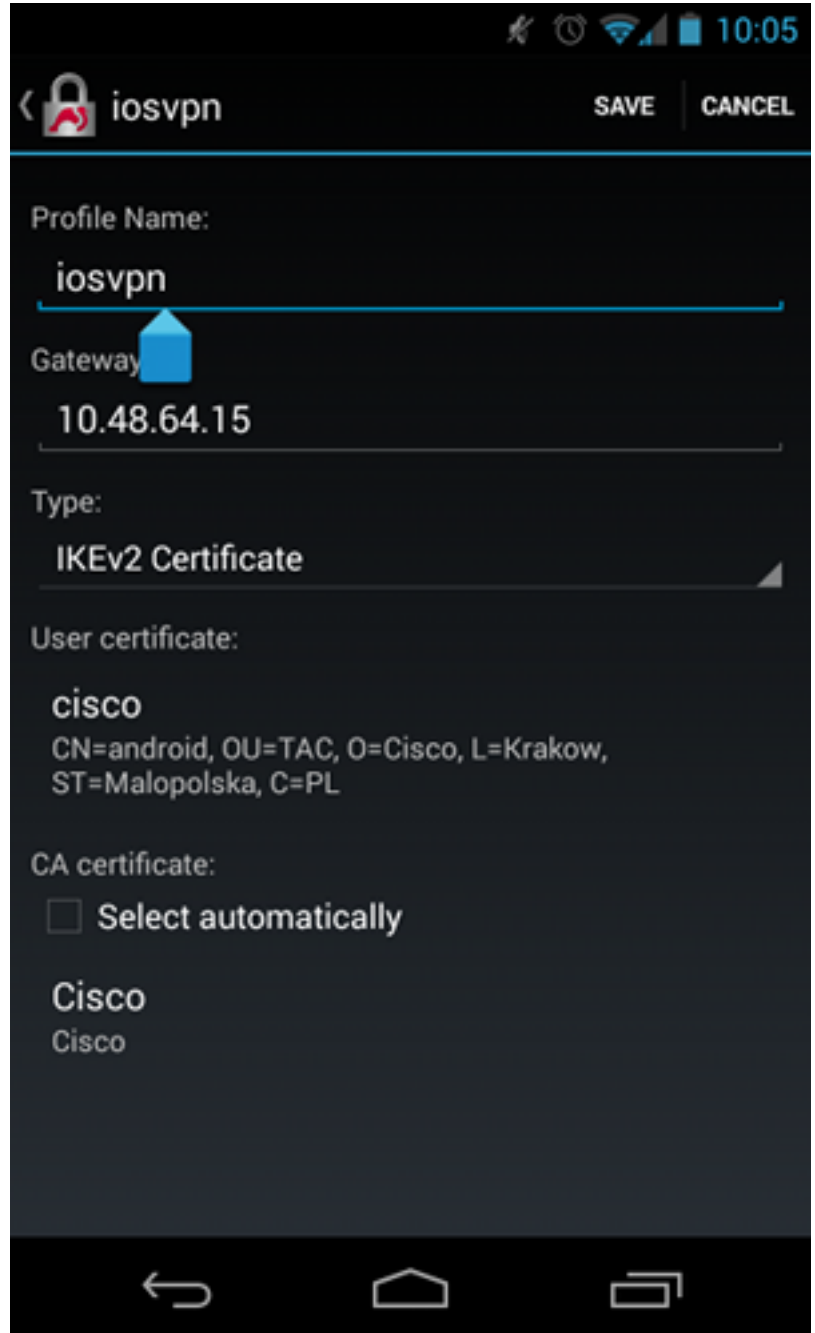 10:05
iosvpn
SAVE
CANCEL
Profile Name:
iosvpn
Gateway
10.48.64.15
Type:
IKEv2 Certificate
User certificate:
cisco
CN=android, OU=TAC, O=Cisco, L=Krakow,
ST=Malopolska, C=PL
CA certificate:
Select automatically
Cisco
Cisco